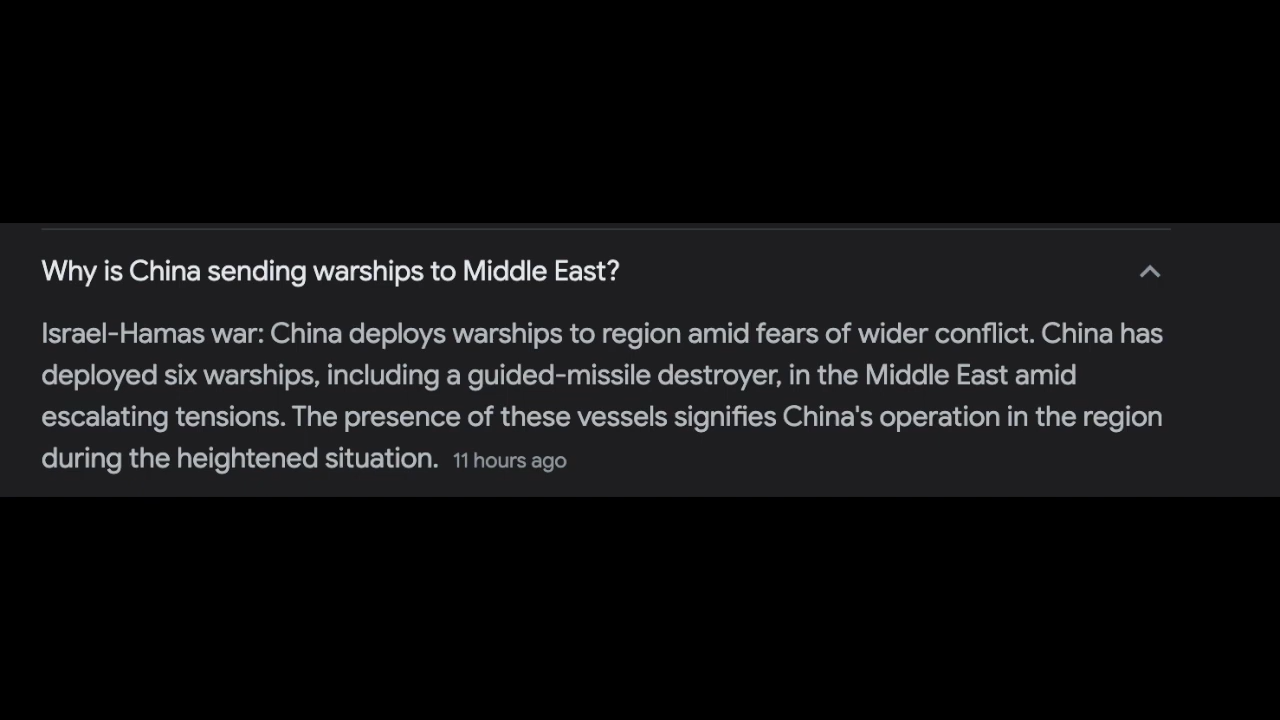 Why is China sending warships to Middle East?
Israel-Hamas war: China deploys warships to region amid fears of wider conflict. China has
deployed six warships, including a guided-missile destroyer, in the Middle East amid
escalating tensions. The presence of these vessels signifies China's operation in the region
during the heightened situation. 11 hours ago